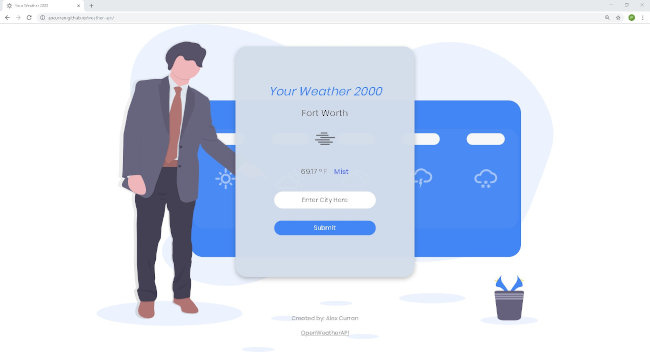 Your Weather 2000
Your Weather 2000
Fort Worth
69.17 ° F Mist
Enter City Here
Submit
Created by: Alex Curran
OpenWeatherAPI